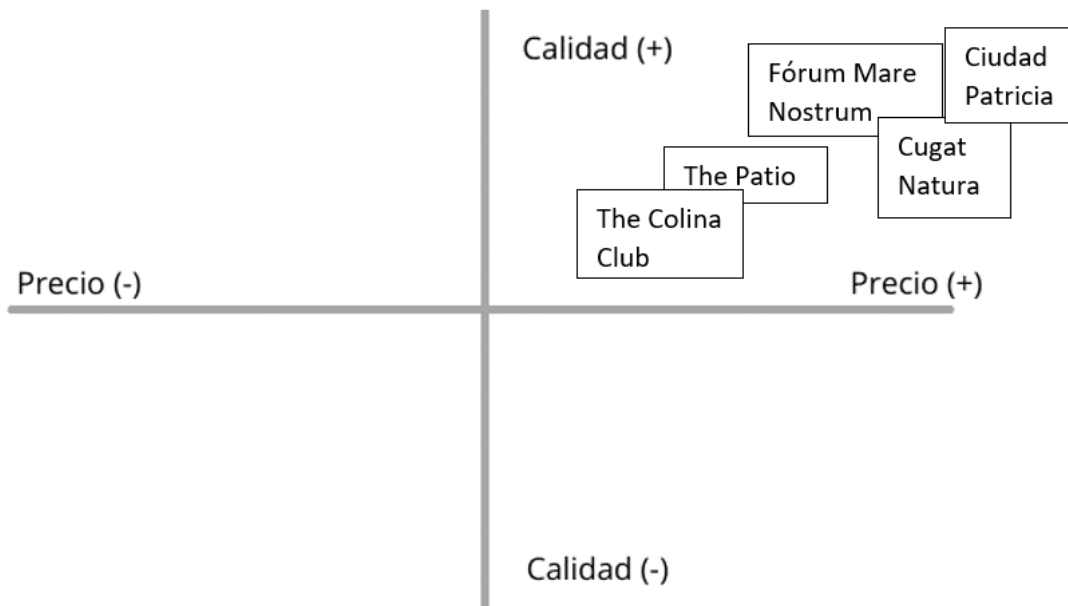 Calidad (+)
Fórum Mare
Nostrum
Ciudad
Patricia
Cugat
Natura
The Patio
The Colina
Club
Precio (-)
Precio (+)
Calidad (-)